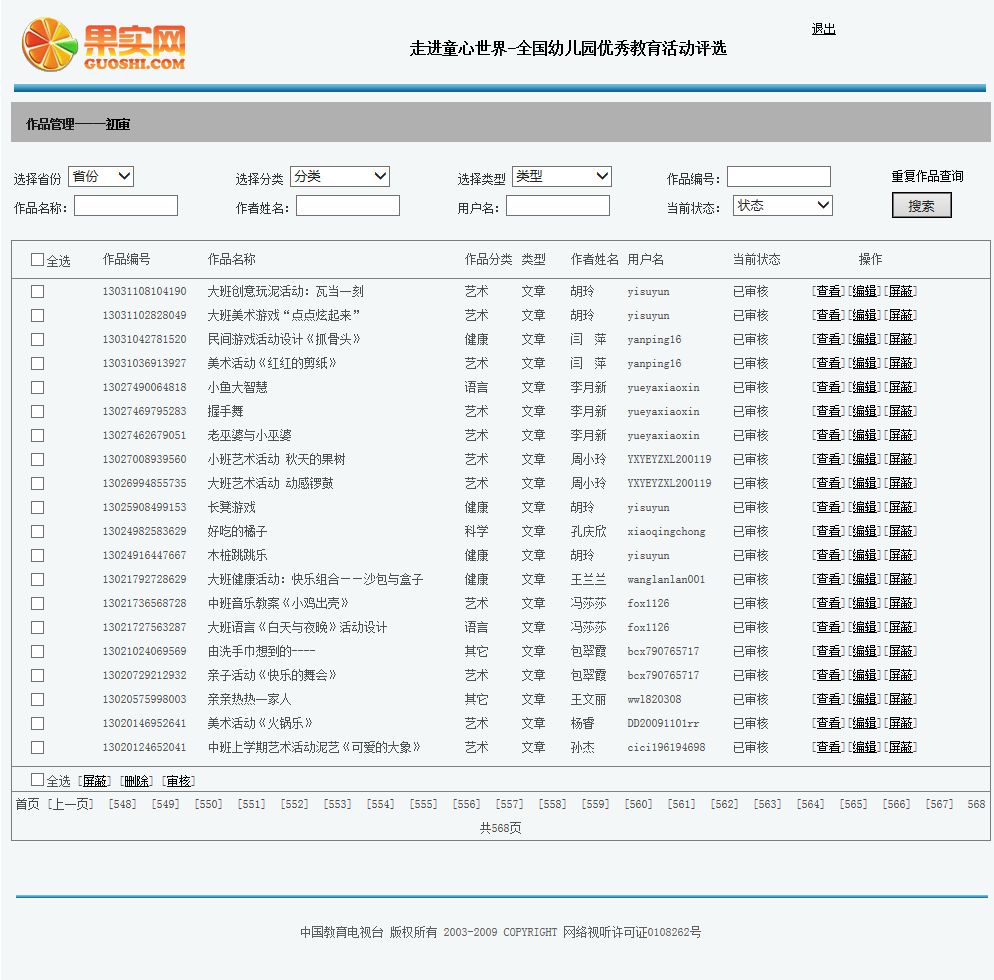 果实网
GUOSHI.COM
走进童心世界-全国幼儿园优秀教育活动评选
退出
作品管理-----初审
选择省份 省份 选择分类 分类 选择类型 类型 作品编号: 重复作品查询
作品名称: 作者姓名: 用户名: 当前状态: 状态 搜索
全选 作品编号 作品名称 作品分类 类型 作者姓名 用户名 当前状态 操作
13031108104190 大班创意玩泥活动：瓦当一刻 艺术 文章 胡玲 yisuyun 已审核 [查看][编辑][屏蔽]
13031102828049 大班美术游戏“点点炫起来” 艺术 文章 胡玲 yisuyun 已审核 [查看][编辑][屏蔽]
13031042781520 民间游戏活动设计《抓骨头》 健康 文章 闫 萍 yanping16 已审核 [查看][编辑][屏蔽]
13031036913927 美术活动《红红的剪纸》 艺术 文章 闫 萍 yanping16 已审核 [查看][编辑][屏蔽]
13027490064818 小鱼大智慧 语言 文章 李月新 yueyaxiaoxin 已审核 [查看][编辑][屏蔽]
13027469795283 握手舞 艺术 文章 李月新 yueyaxiaoxin 已审核 [查看][编辑][屏蔽]
13027462679051 老巫婆与小巫婆 艺术 文章 李月新 yueyaxiaoxin 已审核 [查看][编辑][屏蔽]
13027008939560 小班艺术活动 秋天的果树 艺术 文章 周小玲 YXYEYZXL200119 已审核 [查看][编辑][屏蔽]
13026994855735 大班艺术活动 动感锣鼓 艺术 文章 周小玲 YXYEYZXL200119 已审核 [查看][编辑][屏蔽]
13025908499153 长凳游戏 健康 文章 胡玲 yisuyun 已审核 [查看][编辑][屏蔽]
13024982583629 好吃的橘子 科学 文章 孔庆欣 xiaoqingchong 已审核 [查看][编辑][屏蔽]
13024916447667 木桩跳跳乐 健康 文章 胡玲 yisuyun 已审核 [查看][编辑][屏蔽]
13021792728629 大班健康活动：快乐组合——沙包与盒子 健康 文章 王兰兰 wanglanlan001 已审核 [查看][编辑][屏蔽]
13021736568728 中班音乐教案《小鸡出壳》 艺术 文章 冯莎莎 fox1126 已审核 [查看][编辑][屏蔽]
13021727563287 大班语言《白天与夜晚》活动设计 语言 文章 冯莎莎 fox1126 已审核 [查看][编辑][屏蔽]
13021024069569 由洗手巾想到的---- 其它 文章 包翠霞 bcx790765717 已审核 [查看][编辑][屏蔽]
13020729212932 亲子活动《快乐的舞会》 艺术 文章 包翠霞 bcx790765717 已审核 [查看][编辑][屏蔽]
13020575998003 亲亲热热一家人 其它 文章 王文丽 wwl820308 已审核 [查看][编辑][屏蔽]
13020146952641 美术活动《火锅乐》 艺术 文章 杨睿 DD20091101rr 已审核 [查看][编辑][屏蔽]
13020124652041 中班上学期艺术活动泥艺《可爱的大象》 艺术 文章 孙杰 cici196194698 已审核 [查看][编辑][屏蔽]
全选 [屏蔽] [删除] [审核]
首页 [上一页] [548] [549] [550] [551] [552] [553] [554] [555] [556] [557] [558] [559] [560] [561] [562] [563] [564] [565] [566] [567] 568
共568页
中国教育电视台 版权所有 2003-2009 COPYRIGHT 网络视听许可证0108262号